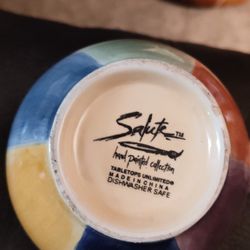 Salute™
hand painted collection
TABLETOPS UNLIMITED®
MADE IN CHINA
DISHWASHER SAFE